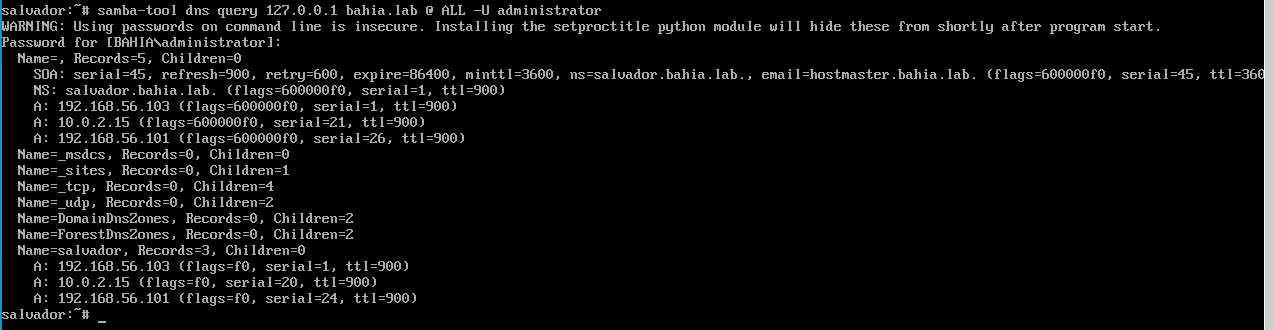 salvador:~# samba-tool dns query 127.0.0.1 bahia.lab @ ALL -U administrator
WARNING: Using passwords on command line is insecure. Installing the setproctitle python module will hide these from shortly after program start.
Password for [BAHIA\administrator]:
  Name=, Records=5, Children=0
    SOA: serial=45, refresh=900, retry=600, expire=86400, minttl=3600, ns=salvador.bahia.lab., email=hostmaster.bahia.lab. (flags=600000f0, serial=45, ttl=360
    NS: salvador.bahia.lab. (flags=600000f0, serial=1, ttl=900)
    A: 192.168.56.103 (flags=600000f0, serial=1, ttl=900)
    A: 10.0.2.15 (flags=600000f0, serial=21, ttl=900)
    A: 192.168.56.101 (flags=600000f0, serial=26, ttl=900)
  Name=_msdcs, Records=0, Children=0
  Name=_sites, Records=0, Children=1
  Name=_tcp, Records=0, Children=4
  Name=_udp, Records=0, Children=2
  Name=DomainDnsZones, Records=0, Children=2
  Name=ForestDnsZones, Records=0, Children=2
  Name=salvador, Records=3, Children=0
    A: 192.168.56.103 (flags=f0, serial=1, ttl=900)
    A: 10.0.2.15 (flags=f0, serial=20, ttl=900)
    A: 192.168.56.101 (flags=f0, serial=24, ttl=900)
salvador:~# _